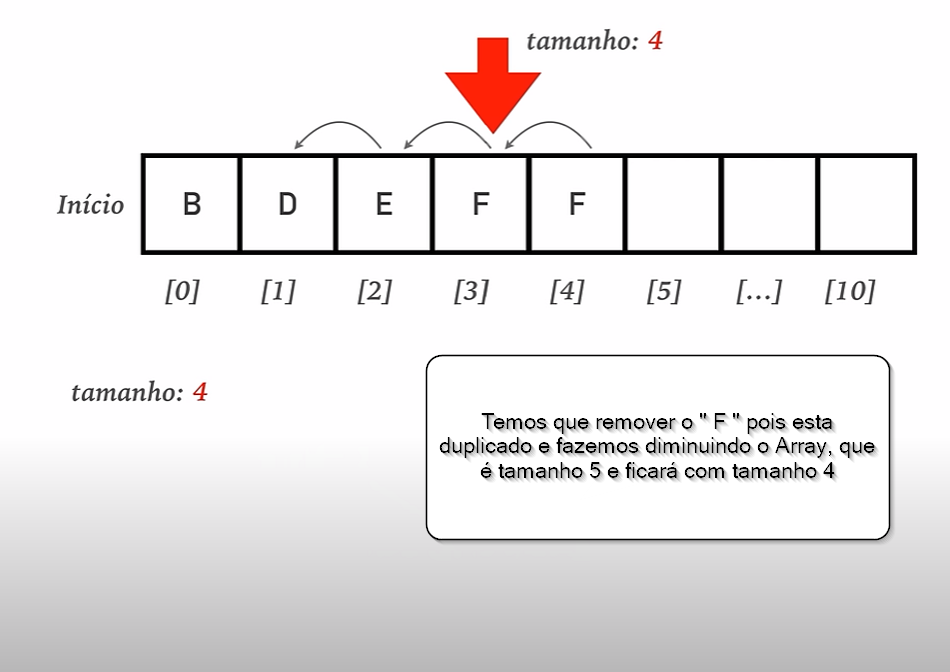 tamanho: 4
Início
B D E F F
[0] [1] [2] [3] [4] [5] [...] [10]
tamanho: 4
Temos que remover o " F " pois esta
duplicado e fazemos diminuindo o Array, que
é tamanho 5 e ficará com tamanho 4